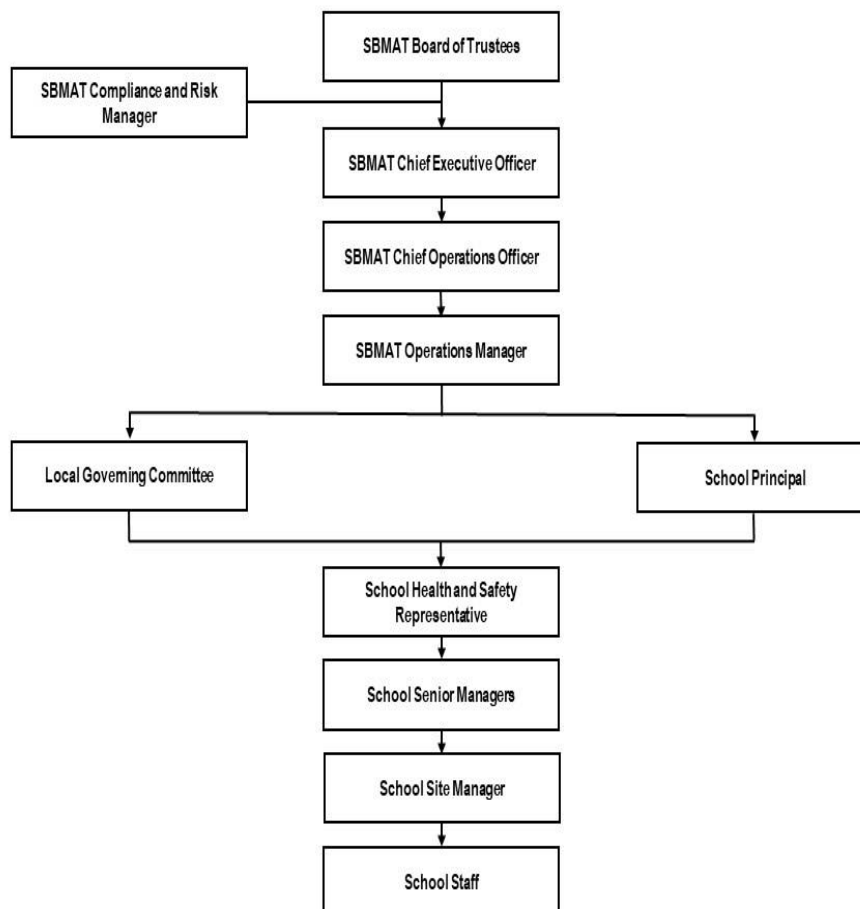 SBMAT Board of Trustees
SBMAT Compliance and Risk
Manager
SBMAT Chief Executive Officer
SBMAT Chief Operations Officer
SBMAT Operations Manager
Local Governing Committee
School Principal
School Health and Safety
Representative
School Senior Managers
School Site Manager
School Staff